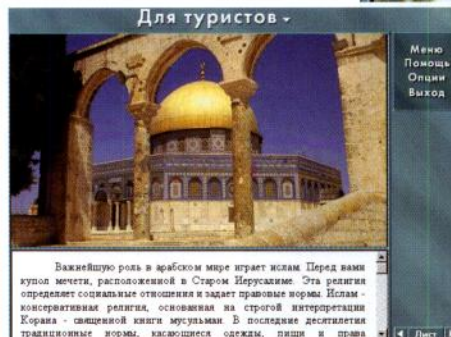 Для туристов
Меню
Помощь
Опции
Выход
Важнейшую роль в арабском мире играет ислам. Перед вами
купол мечети, расположенной в Старом Иерусалиме. Эта религия
определяет социальные отношения и задает правовые нормы. Ислам -
консервативная религия, основанная на строгой интерпретации
Корана - священной книги мусульман. В последние десятилетия
традиционные нормы, касающиеся одежды, пищи и права
Лист